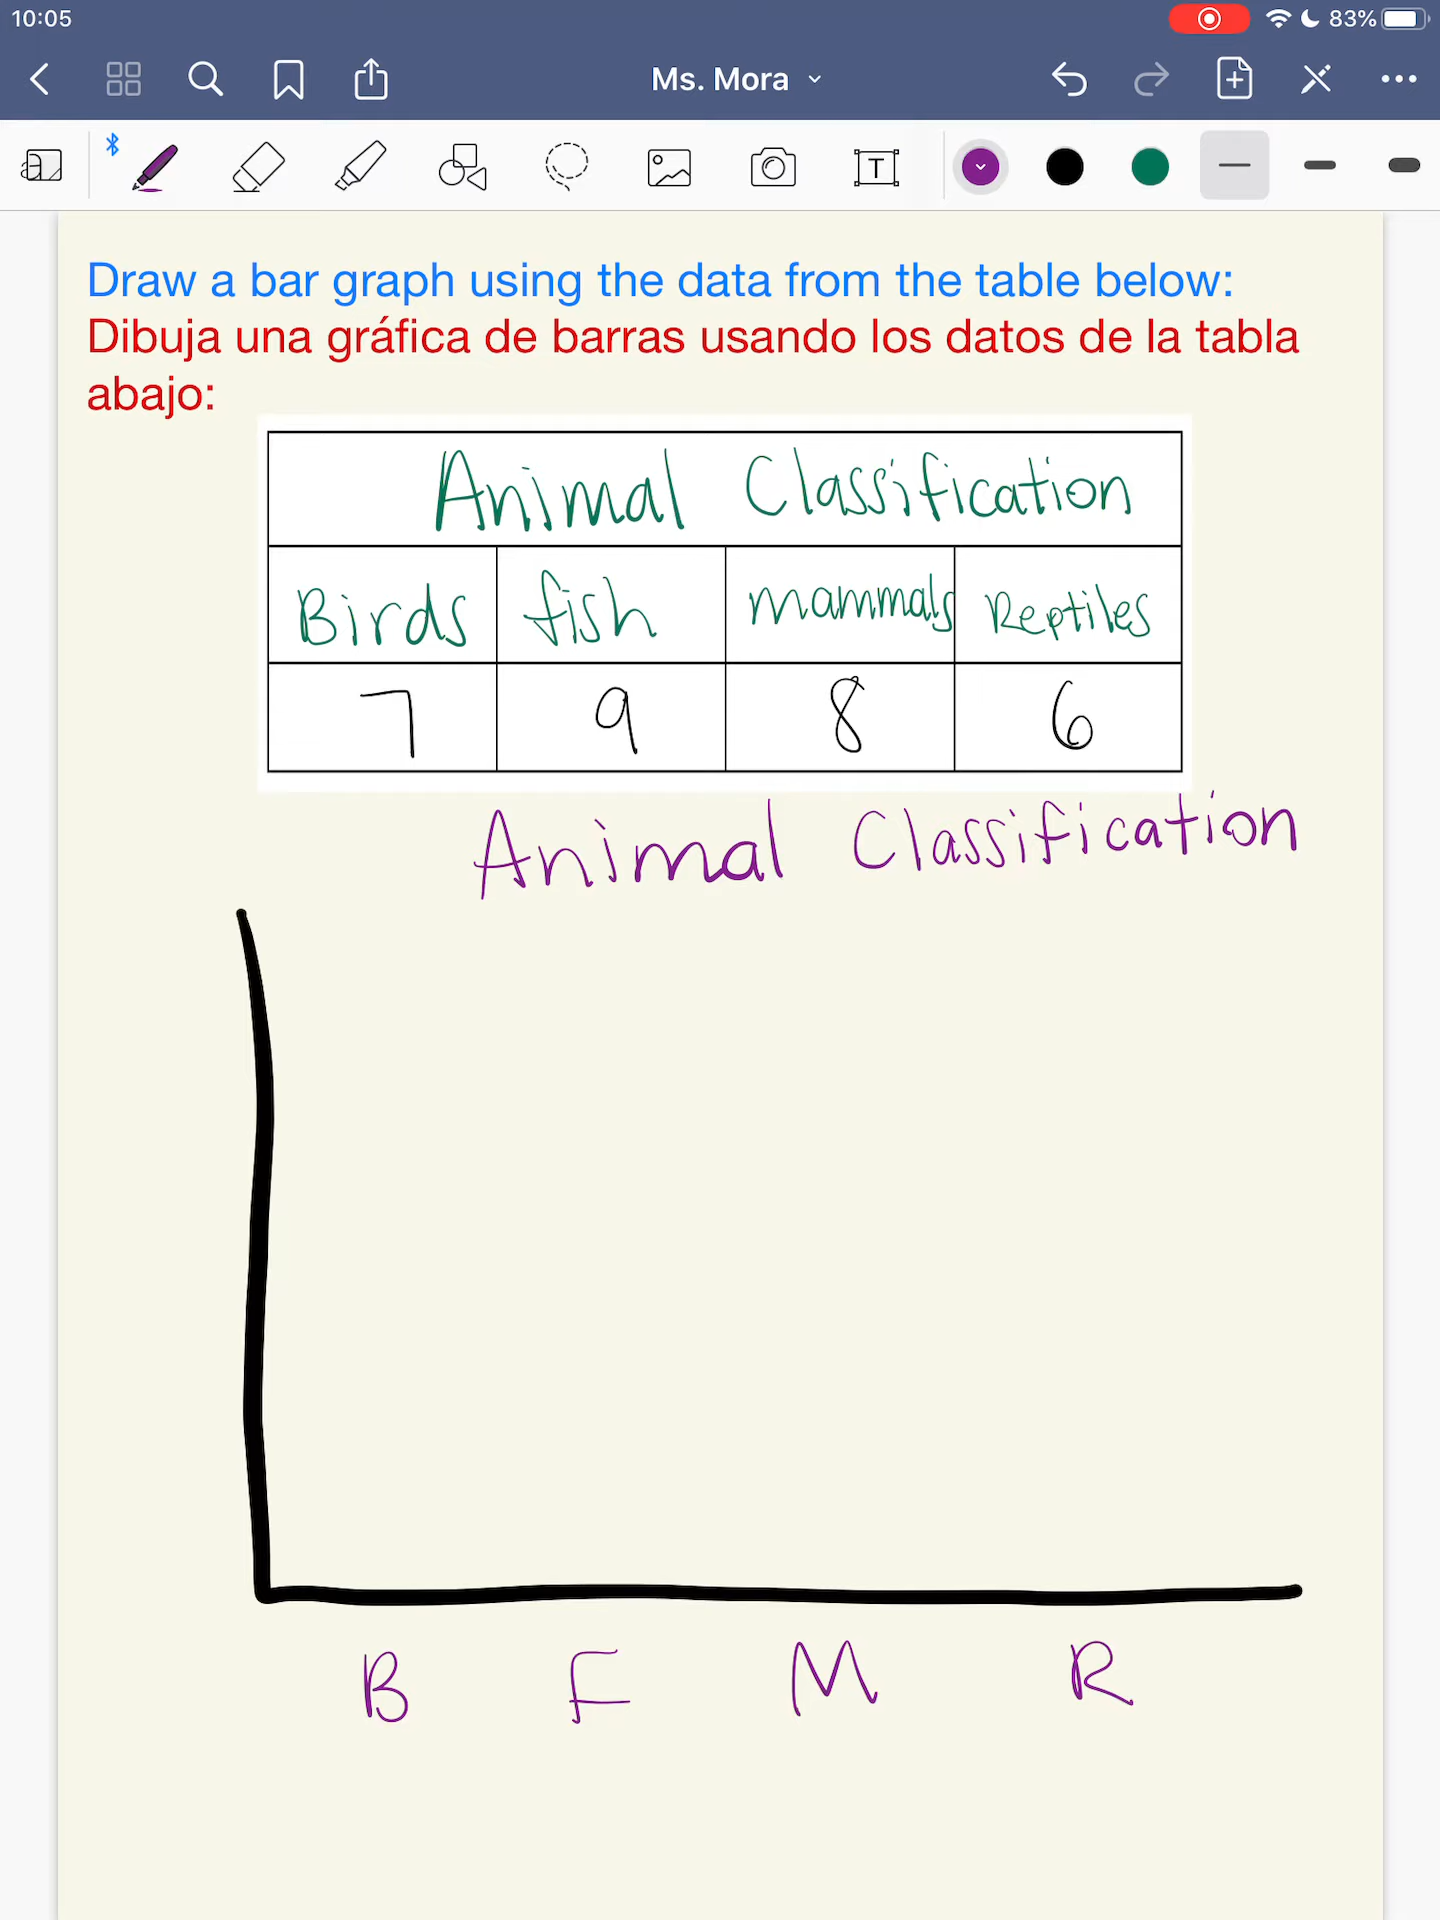 10:05
83%
Ms. Mora
T
Draw a bar graph using the data from the table below:
Dibuja una gráfica de barras usando los datos de la tabla
abajo:
Animal Classification
Birds fish mammals Reptiles
7 9 8 6
Animal Classification
B F M R